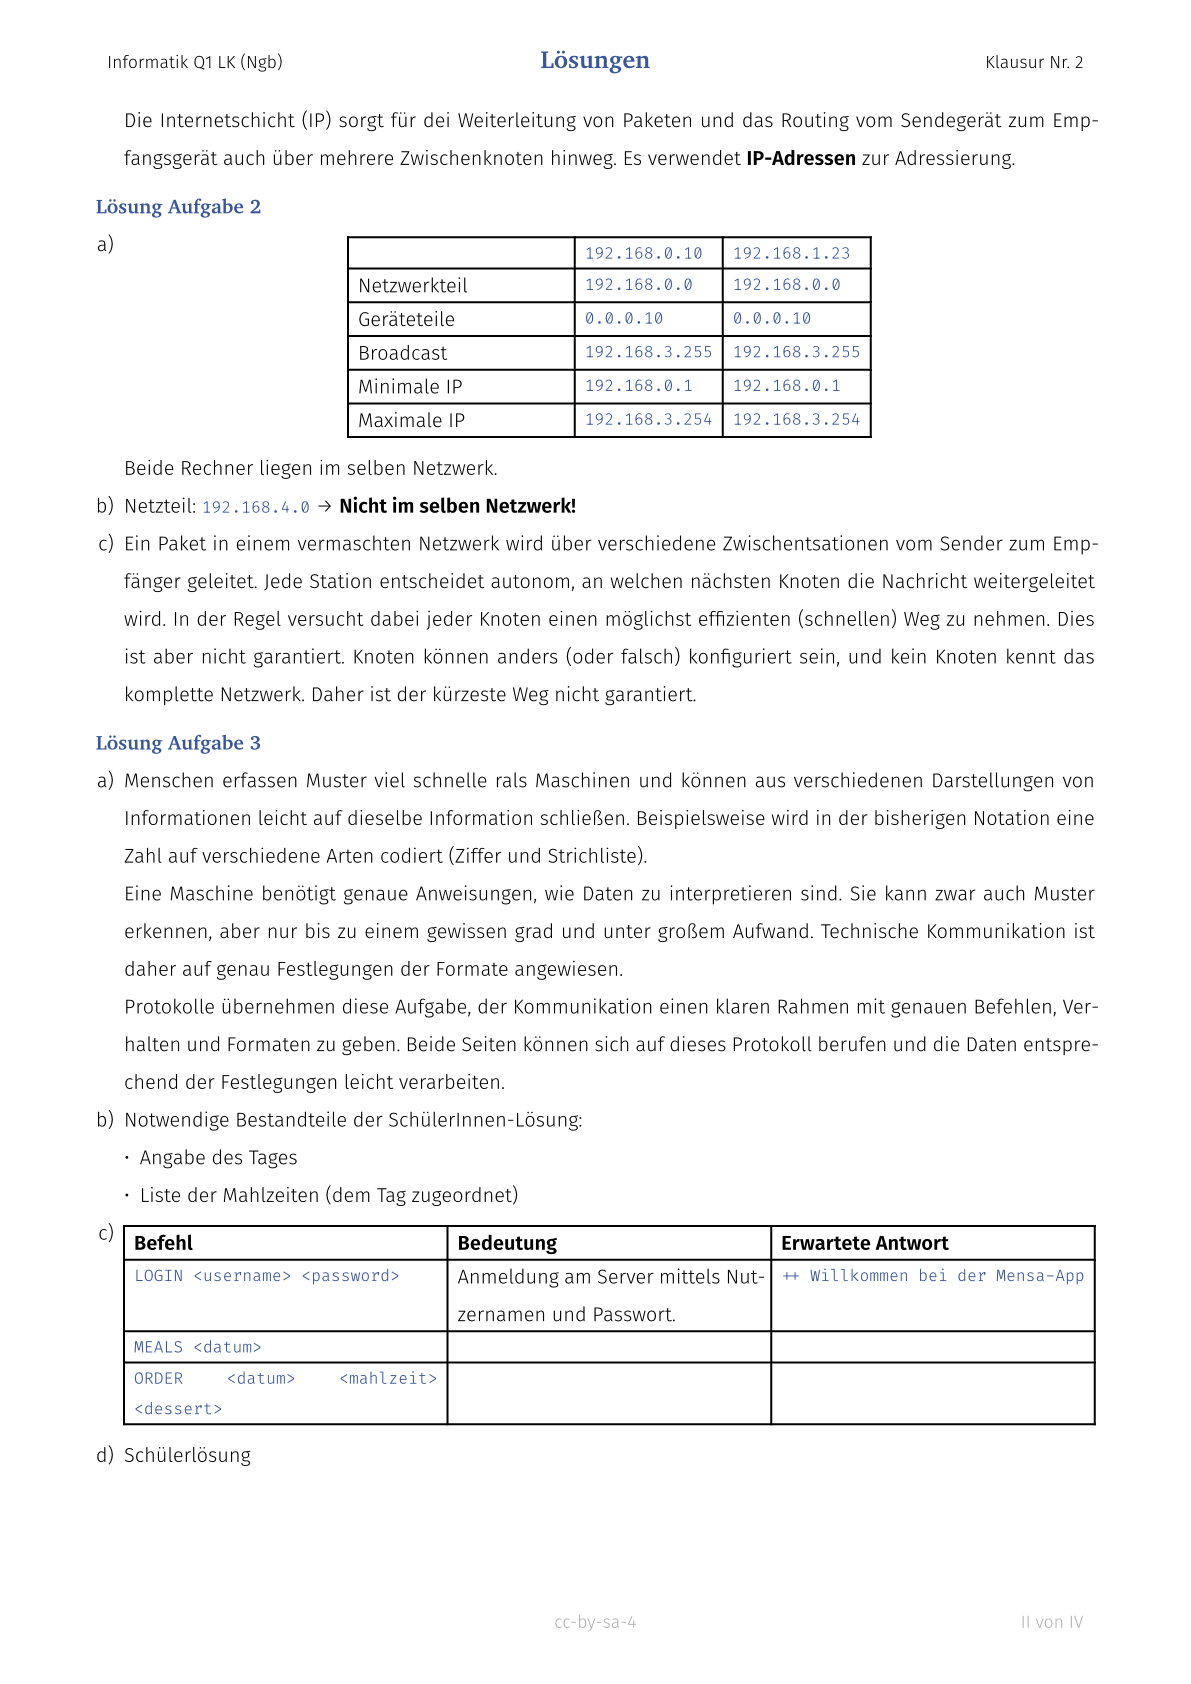 Informatik Q1 LK (Ngb) Lösungen Klausur Nr. 2
Die Internetschicht (IP) sorgt für dei Weiterleitung von Paketen und das Routing vom Sendegerät zum Emp-
fangsgerät auch über mehrere Zwischenknoten hinweg. Es verwendet IP-Adressen zur Adressierung.
Lösung Aufgabe 2
a)
192.168.0.10 192.168.1.23
Netzwerkteil 192.168.0.0 192.168.0.0
Geräteteile 0.0.0.10 0.0.0.10
Broadcast 192.168.3.255 192.168.3.255
Minimale IP 192.168.0.1 192.168.0.1
Maximale IP 192.168.3.254 192.168.3.254
Beide Rechner liegen im selben Netzwerk.
b) Netzteil: 192.168.4.0 → Nicht im selben Netzwerk!
c) Ein Paket in einem vermaschten Netzwerk wird über verschiedene Zwischentsationen vom Sender zum Emp-
fänger geleitet. Jede Station entscheidet autonom, an welchen nächsten Knoten die Nachricht weitergeleitet
wird. In der Regel versucht dabei jeder Knoten einen möglichst effizienten (schnellen) Weg zu nehmen. Dies
ist aber nicht garantiert. Knoten können anders (oder falsch) konfiguriert sein, und kein Knoten kennt das
komplette Netzwerk. Daher ist der kürzeste Weg nicht garantiert.
Lösung Aufgabe 3
a) Menschen erfassen Muster viel schnelle rals Maschinen und können aus verschiedenen Darstellungen von
Informationen leicht auf dieselbe Information schließen. Beispielsweise wird in der bisherigen Notation eine
Zahl auf verschiedene Arten codiert (Ziffer und Strichliste).
Eine Maschine benötigt genaue Anweisungen, wie Daten zu interpretieren sind. Sie kann zwar auch Muster
erkennen, aber nur bis zu einem gewissen grad und unter großem Aufwand. Technische Kommunikation ist
daher auf genau Festlegungen der Formate angewiesen.
Protokolle übernehmen diese Aufgabe, der Kommunikation einen klaren Rahmen mit genauen Befehlen, Ver-
halten und Formaten zu geben. Beide Seiten können sich auf dieses Protokoll berufen und die Daten entspre-
chend der Festlegungen leicht verarbeiten.
b) Notwendige Bestandteile der SchülerInnen-Lösung:
· Angabe des Tages
· Liste der Mahlzeiten (dem Tag zugeordnet)
c) Befehl Bedeutung Erwartete Antwort
LOGIN <username> <password> Anmeldung am Server mittels Nut- ++ Willkommen bei der Mensa-App
zernamen und Passwort.
MEALS <datum>
ORDER <datum> <mahlzeit>
<dessert>
d) Schülerlösung
cc-by-sa-4 II von IV